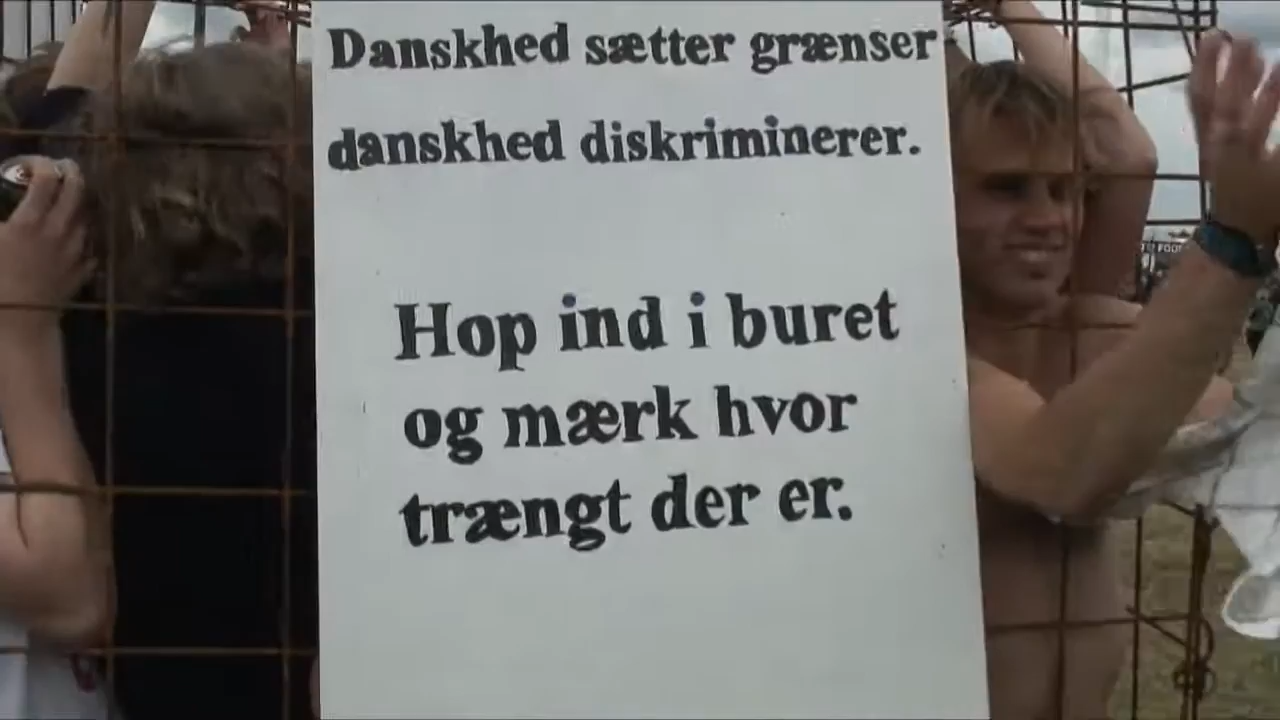 Danskhed sætter grænser
danskhed diskriminerer.
Hop ind i buret
og mærk hvor
trængt der er.